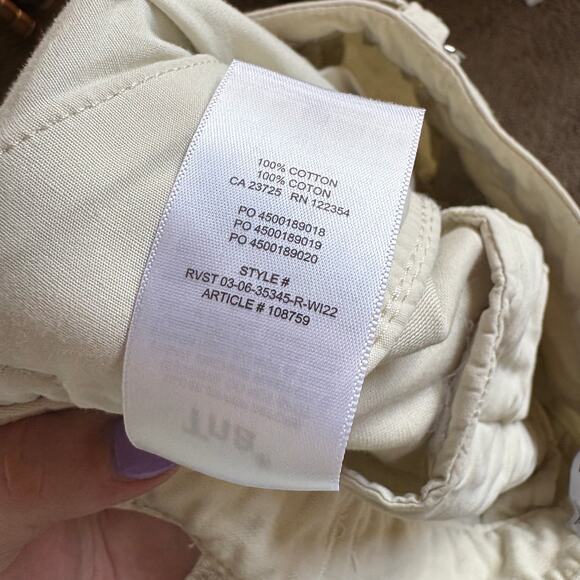 100% COTTON
100% COTON
CA 23725 RN 122354
PO 4500189018
PO 4500189019
PO 4500189020
STYLE #
RVST 03-06-35345-R-WI22
ARTICLE # 108759
Tna